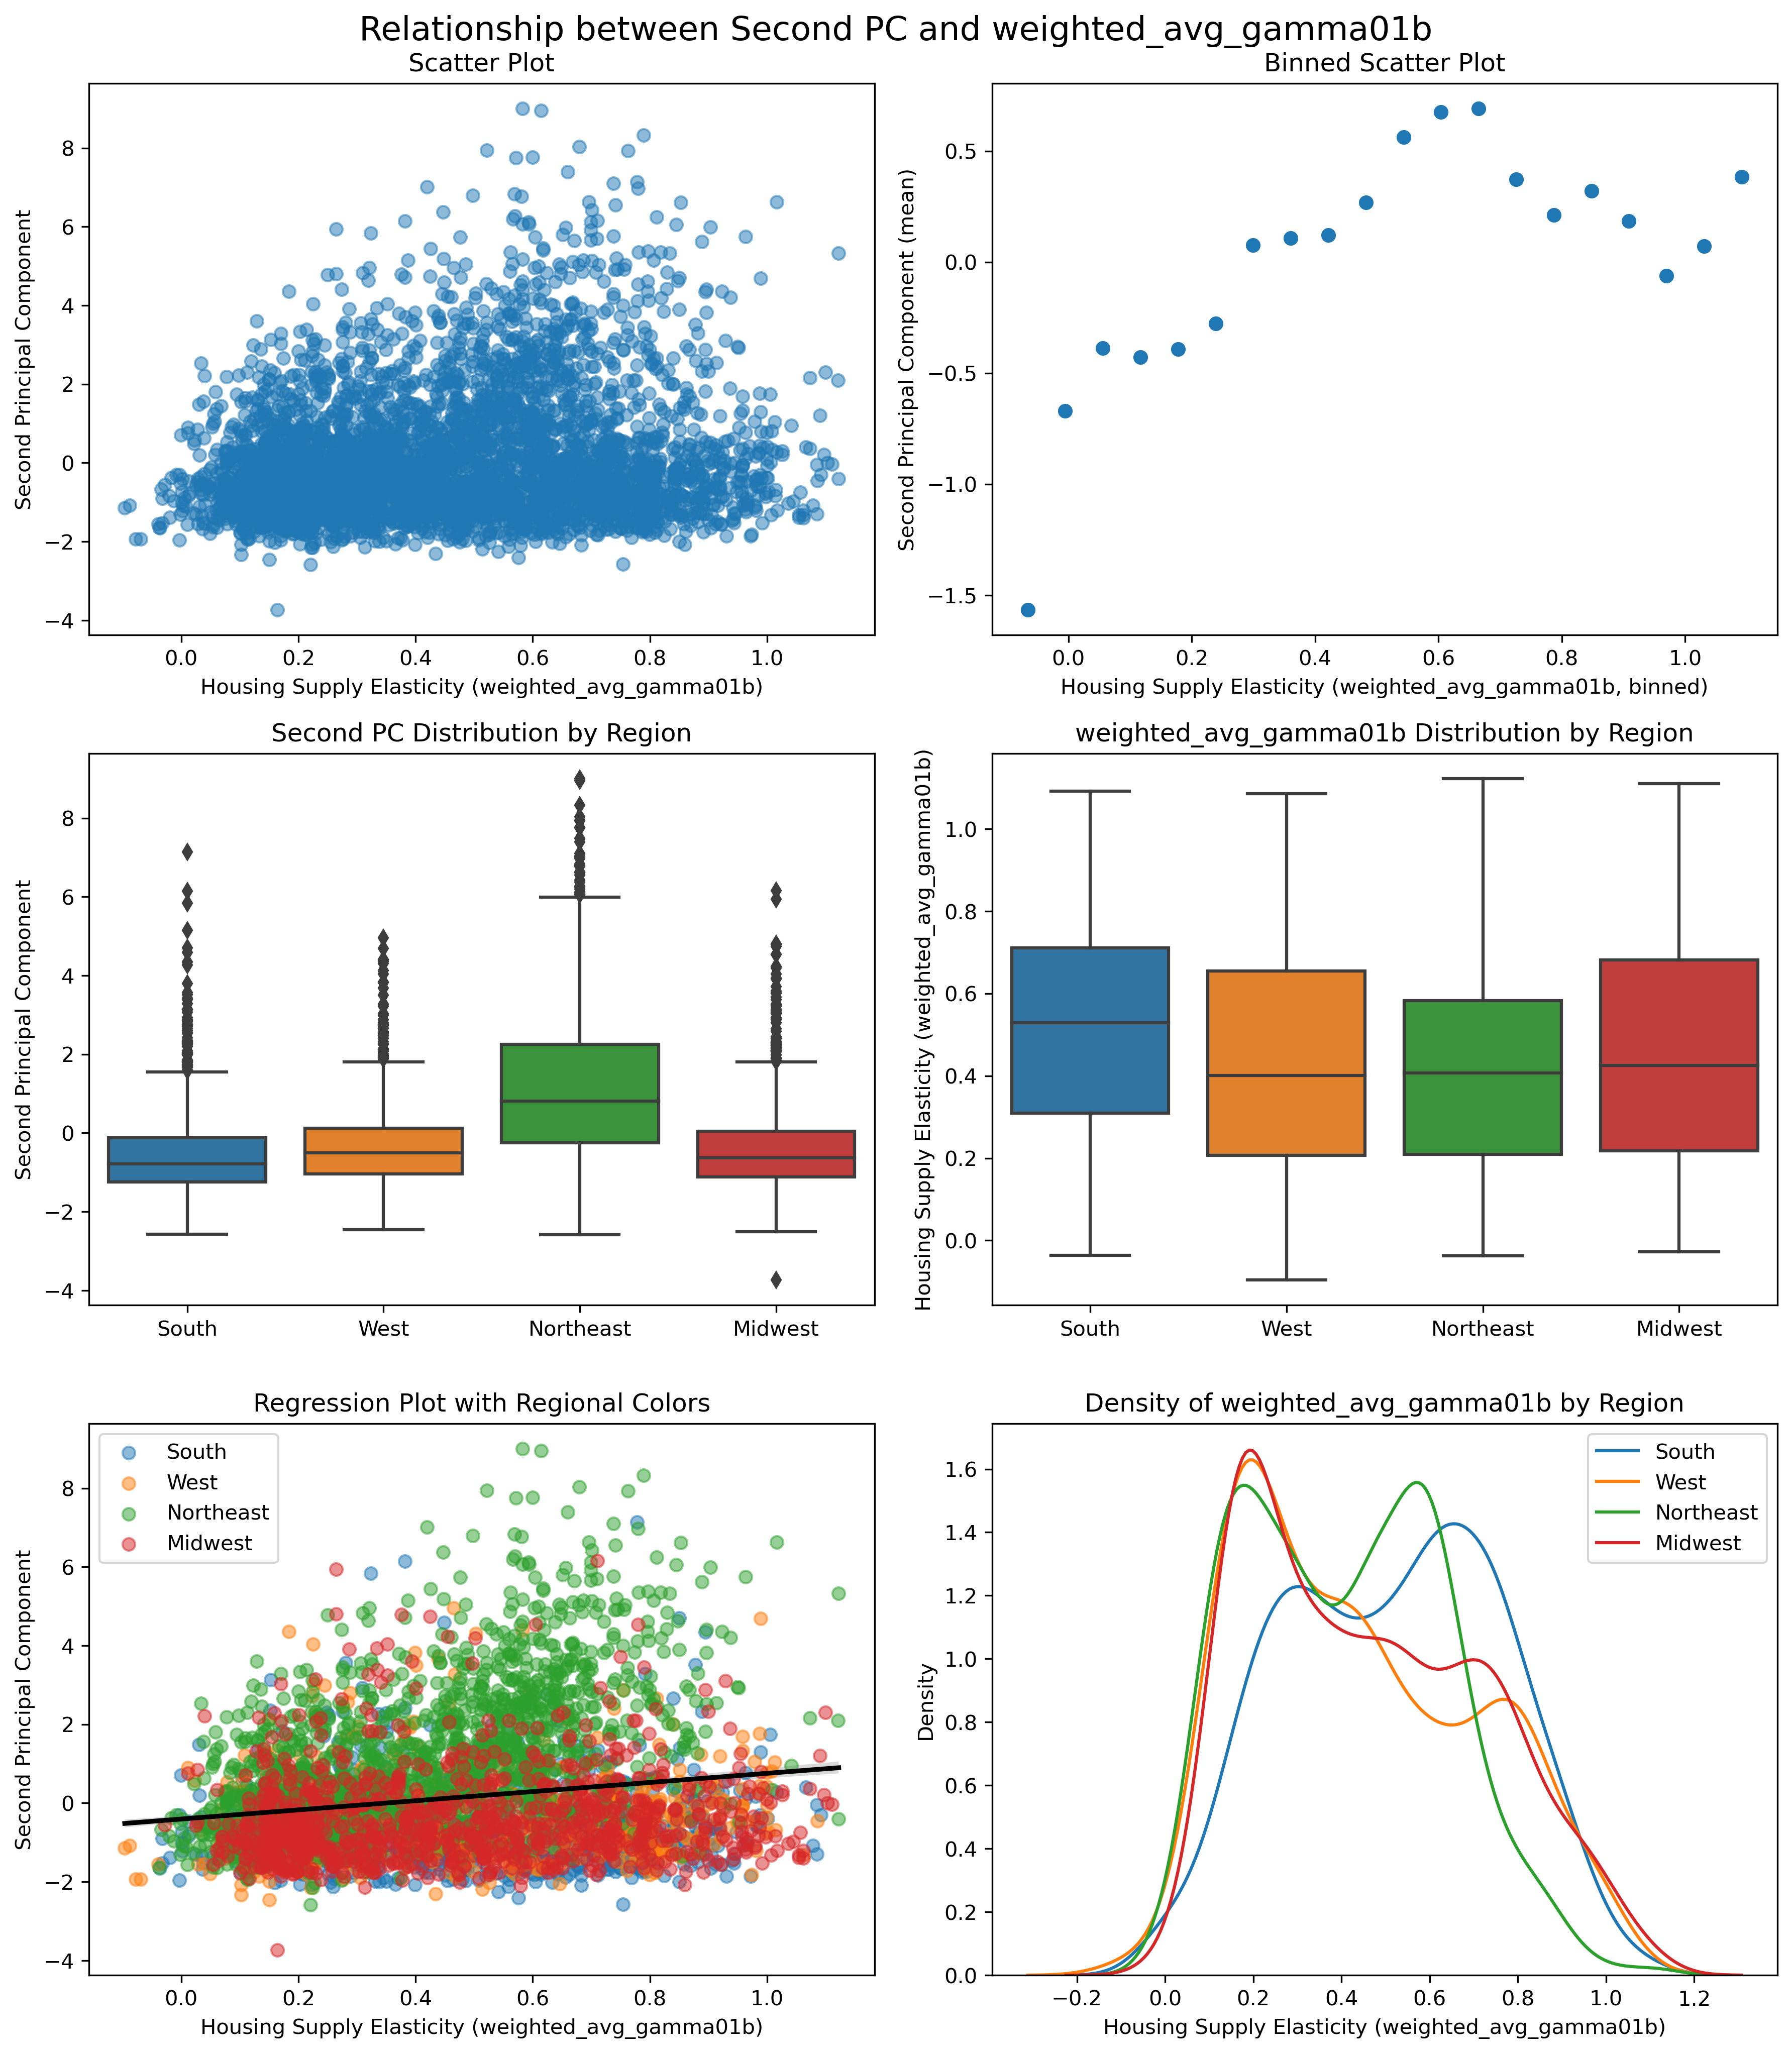 Relationship between Second PC and weighted_avg_gamma01b
Scatter Plot
8
6
4
2
0
−2
−4
Second Principal Component
0.0 0.2 0.4 0.6 0.8 1.0
Housing Supply Elasticity (weighted_avg_gamma01b)
Binned Scatter Plot
0.5
0.0
−0.5
−1.0
−1.5
Second Principal Component (mean)
0.0 0.2 0.4 0.6 0.8 1.0
Housing Supply Elasticity (weighted_avg_gamma01b, binned)
Second PC Distribution by Region
8
6
4
2
0
−2
−4
Second Principal Component
South West Northeast Midwest
weighted_avg_gamma01b Distribution by Region
1.0
0.8
0.6
0.4
0.2
0.0
Housing Supply Elasticity (weighted_avg_gamma01b)
South West Northeast Midwest
Regression Plot with Regional Colors
South
West
Northeast
Midwest
8
6
4
2
0
−2
−4
Second Principal Component
0.0 0.2 0.4 0.6 0.8 1.0
Housing Supply Elasticity (weighted_avg_gamma01b)
Density of weighted_avg_gamma01b by Region
South
West
Northeast
Midwest
1.6
1.4
1.2
1.0
0.8
0.6
0.4
0.2
0.0
Density
−0.2 0.0 0.2 0.4 0.6 0.8 1.0 1.2
Housing Supply Elasticity (weighted_avg_gamma01b)